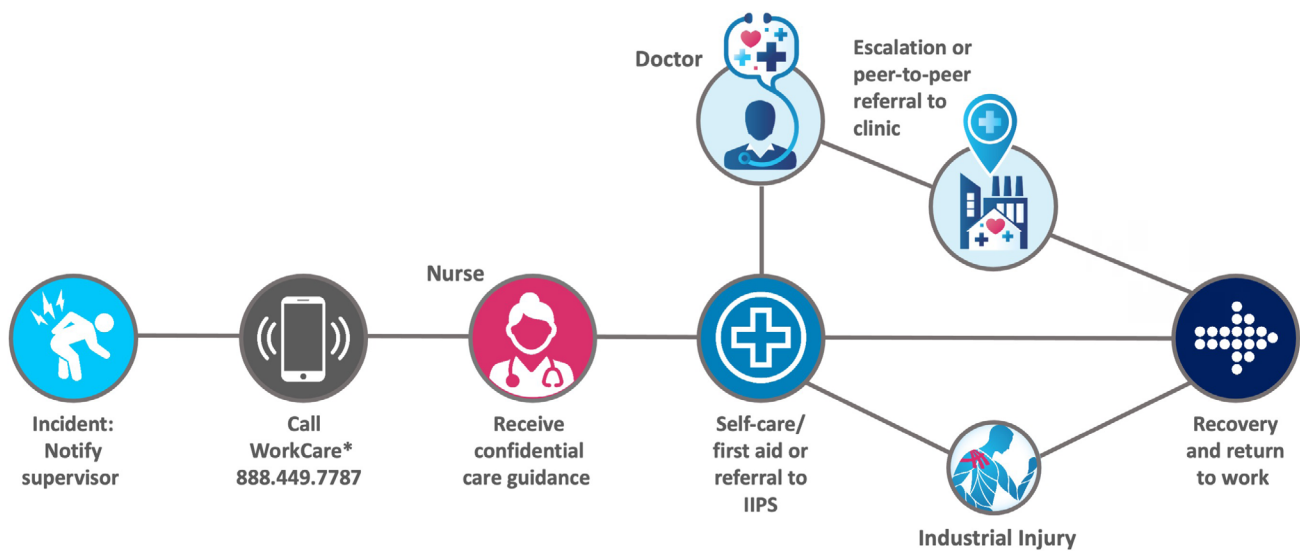 Doctor
Escalation or
peer-to-peer
referral to
clinic
Nurse
Incident:
Notify
supervisor
Call
WorkCare*
888.449.7787
Receive
confidential
care guidance
Self-care/
first aid or
referral to
IIPS
Industrial Injury
Recovery
and return
to work